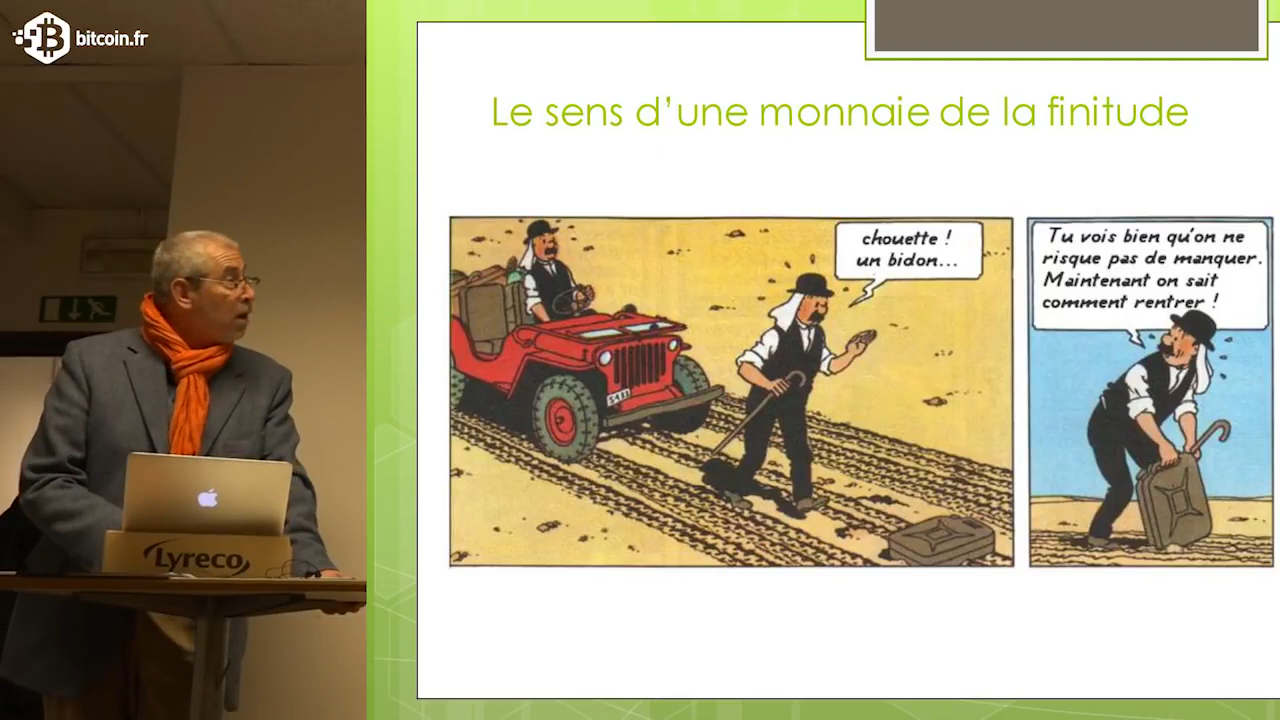 bitcoin.fr
Le sens d'une monnaie de la finitude
chouette !
un bidon...
Tu vois bien qu'on ne
risque pas de manquer.
Maintenant on sait
comment rentrer !
Lyreco